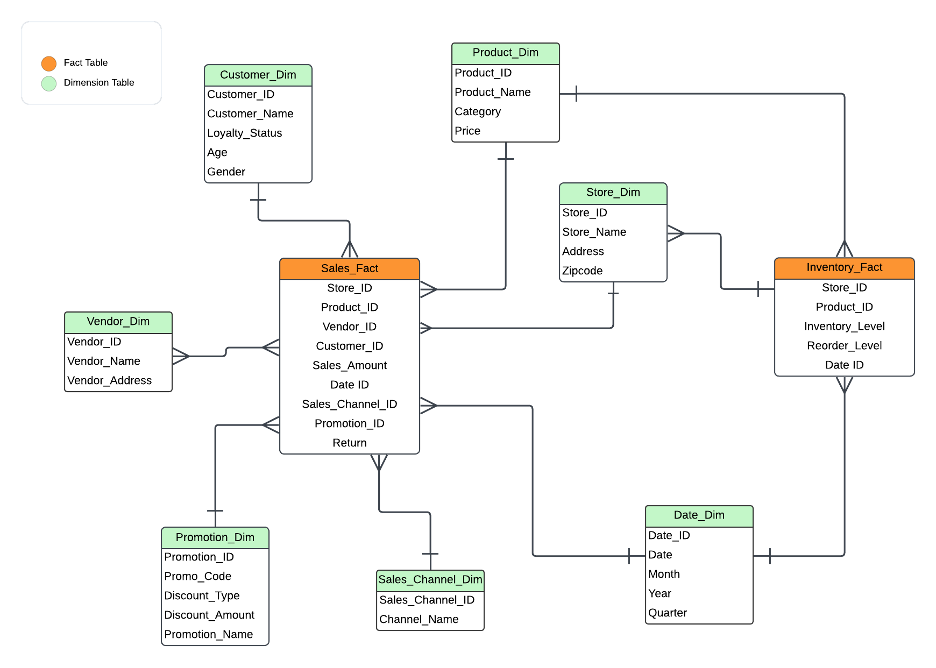 Fact Table
Dimension Table
Customer_Dim
Customer_ID
Customer_Name
Loyalty_Status
Age
Gender
Product_Dim
Product_ID
Product_Name
Category
Price
Store_Dim
Store_ID
Store_Name
Address
Zipcode
Sales_Fact
Store_ID
Product_ID
Vendor_ID
Customer_ID
Sales_Amount
Date ID
Sales_Channel_ID
Promotion_ID
Return
Inventory_Fact
Store_ID
Product_ID
Inventory_Level
Reorder_Level
Date ID
Vendor_Dim
Vendor_ID
Vendor_Name
Vendor_Address
Promotion_Dim
Promotion_ID
Promo_Code
Discount_Type
Discount_Amount
Promotion_Name
Sales_Channel_Dim
Sales_Channel_ID
Channel_Name
Date_Dim
Date_ID
Date
Month
Year
Quarter